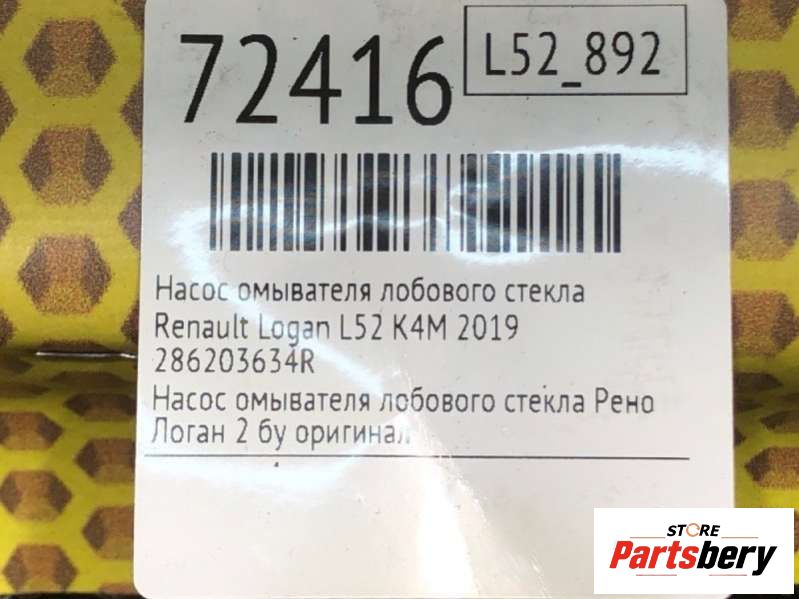 72416
L52_892
Насос омывателя лобового стекла
Renault Logan L52 K4M 2019
286203634R
Насос омывателя лобового стекла Рено
Логан 2 бу оригинал
STORE
Partsbery